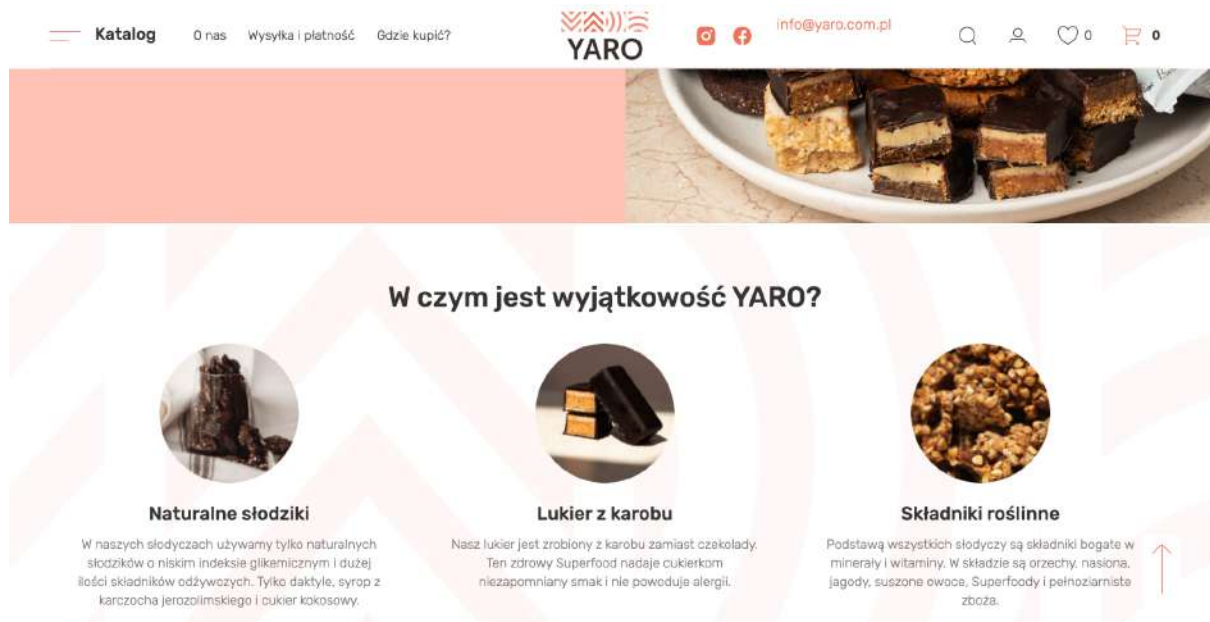 Katalog
O nas
Wysyłka i płatność
Gdzie kupić?
YARO
info@yaro.com.pl
0
0
W czym jest wyjątkowość YARO?
Naturalne słodziki
W naszych słodyczach używamy tylko naturalnych
słodzików o niskim indeksie glikemicznym i dużej
ilości składników odżywczych. Tylko daktyle, syrop z
karczocha jerozolimskiego i cukier kokosowy.
Lukier z karobu
Nasz lukier jest zrobiony z karobu zamiast czekolady.
Ten zdrowy Superfood nadaje cukierkom
niezapomniany smak i nie powoduje alergii.
Składniki roślinne
Podstawą wszystkich słodyczy są składniki bogate w
minerały i witaminy. W składzie są orzechy, nasiona,
jagody, suszone owoce, Superfoody i pełnoziarniste
zboża.